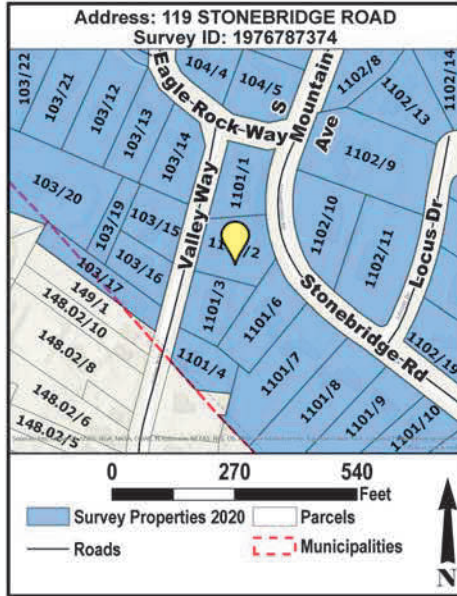 Address: 119 STONEBRIDGE ROAD
Survey ID: 1976787374
103/22
103/21
103/12
103/13
103/14
104/4
104/5
Eagle-Rock-Way
S
Mountain
Ave
1102/8
1102/13
1102/14
1102/9
1101/1
103/20
103/19
103/15
103/16
103/17
Valley-Way
1101/3
1101/6
1102/10
1102/11
Locus-Dr
Stonebridge-Rd
149/1
148.02/10
148.02/8
148.02/6
148.02/5
1101/4
1101/7
1101/8
1101/9
1101/10
1102/19
0 270 540
Feet
Survey Properties 2020
Parcels
Roads
Municipalities
N